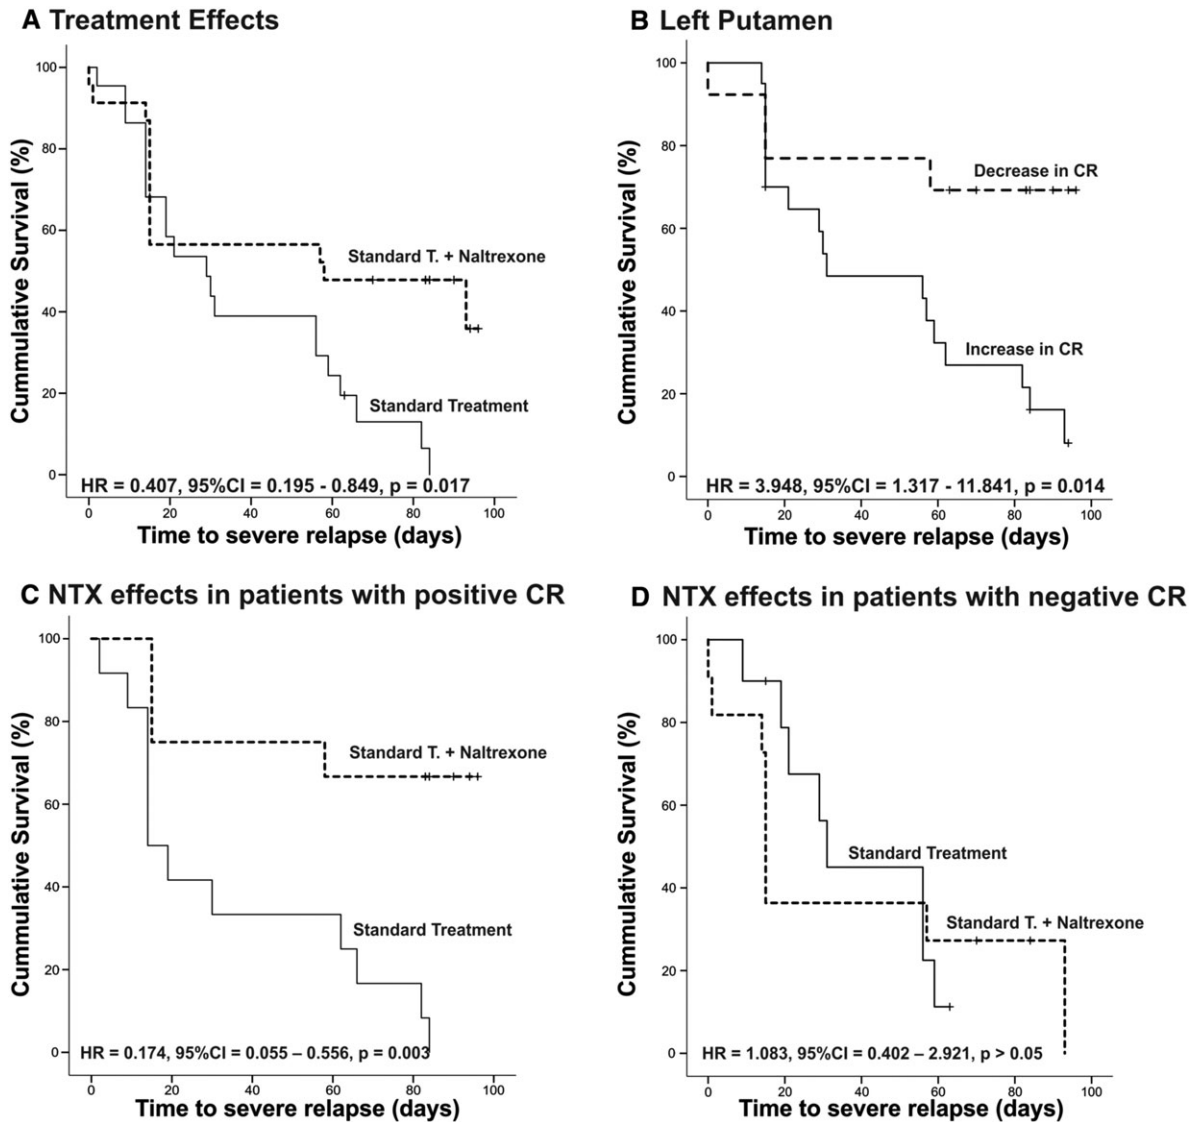 A Treatment Effects
Cummulative Survival (%)
100
80
60
40
20
0
Standard T. + Naltrexone
Standard Treatment
HR = 0.407, 95%CI = 0.195 - 0.849, p = 0.017
0 20 40 60 80 100
Time to severe relapse (days)
B Left Putamen
Cummulative Survival (%)
100
80
60
40
20
0
Decrease in CR
Increase in CR
HR = 3.948, 95%CI = 1.317 - 11.841, p = 0.014
0 20 40 60 80 100
Time to severe relapse (days)
C NTX effects in patients with positive CR
Cummulative Survival (%)
100
80
60
40
20
0
Standard T. + Naltrexone
Standard Treatment
HR = 0.174, 95%CI = 0.055 – 0.556, p = 0.003
0 20 40 60 80 100
Time to severe relapse (days)
D NTX effects in patients with negative CR
Cummulative Survival (%)
100
80
60
40
20
0
Standard Treatment
Standard T. + Naltrexone
HR = 1.083, 95%CI = 0.402 – 2.921, p > 0.05
0 20 40 60 80 100
Time to severe relapse (days)